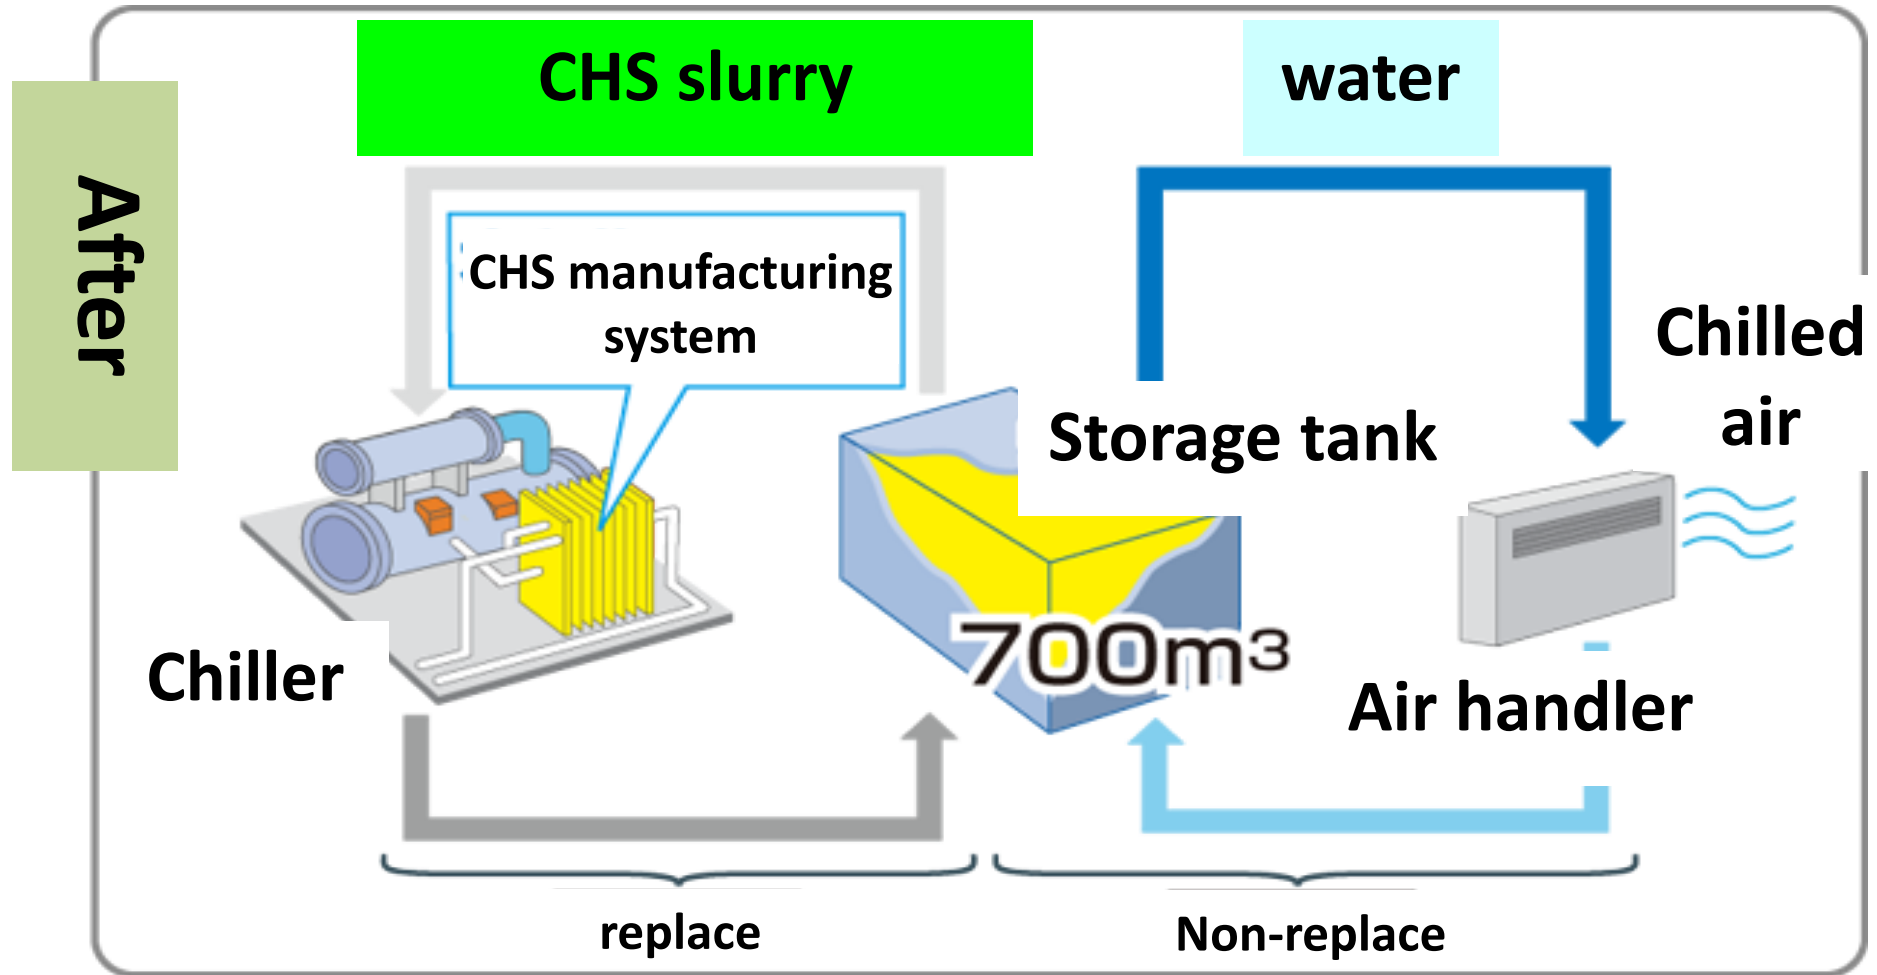 CHS slurry
water
After
CHS manufacturing
system
Chilled
air
Storage tank
700m³
Chiller
Air handler
replace
Non-replace